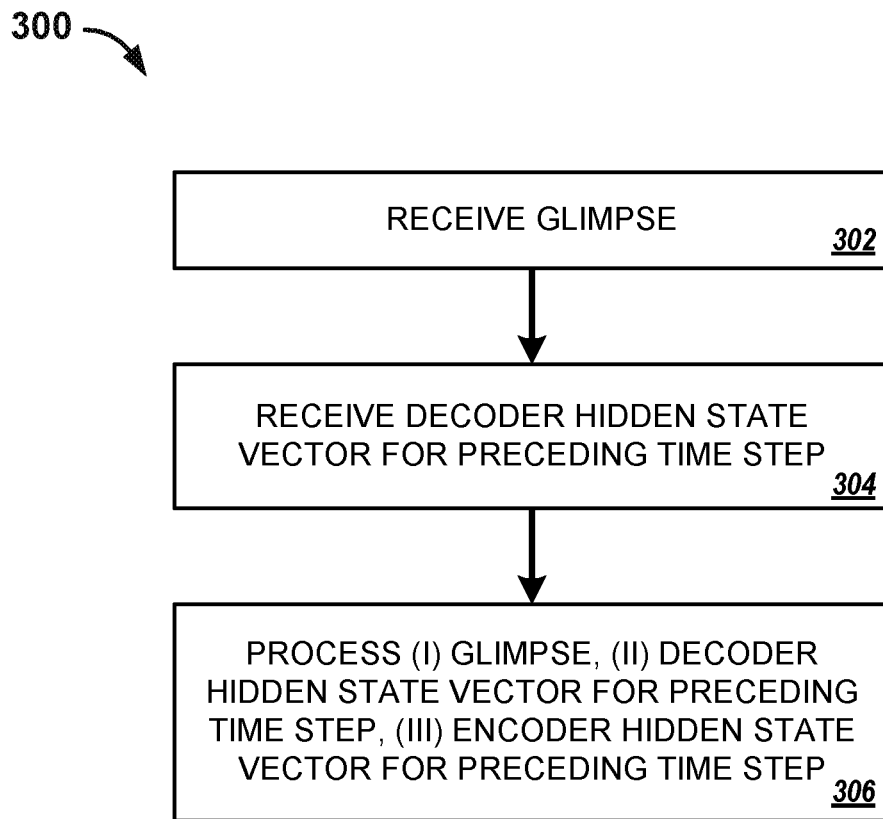 300
RECEIVE GLIMPSE
302
RECEIVE DECODER HIDDEN STATE
VECTOR FOR PRECEDING TIME STEP
304
PROCESS (I) GLIMPSE, (II) DECODER
HIDDEN STATE VECTOR FOR PRECEDING
TIME STEP, (III) ENCODER HIDDEN STATE
VECTOR FOR PRECEDING TIME STEP
306